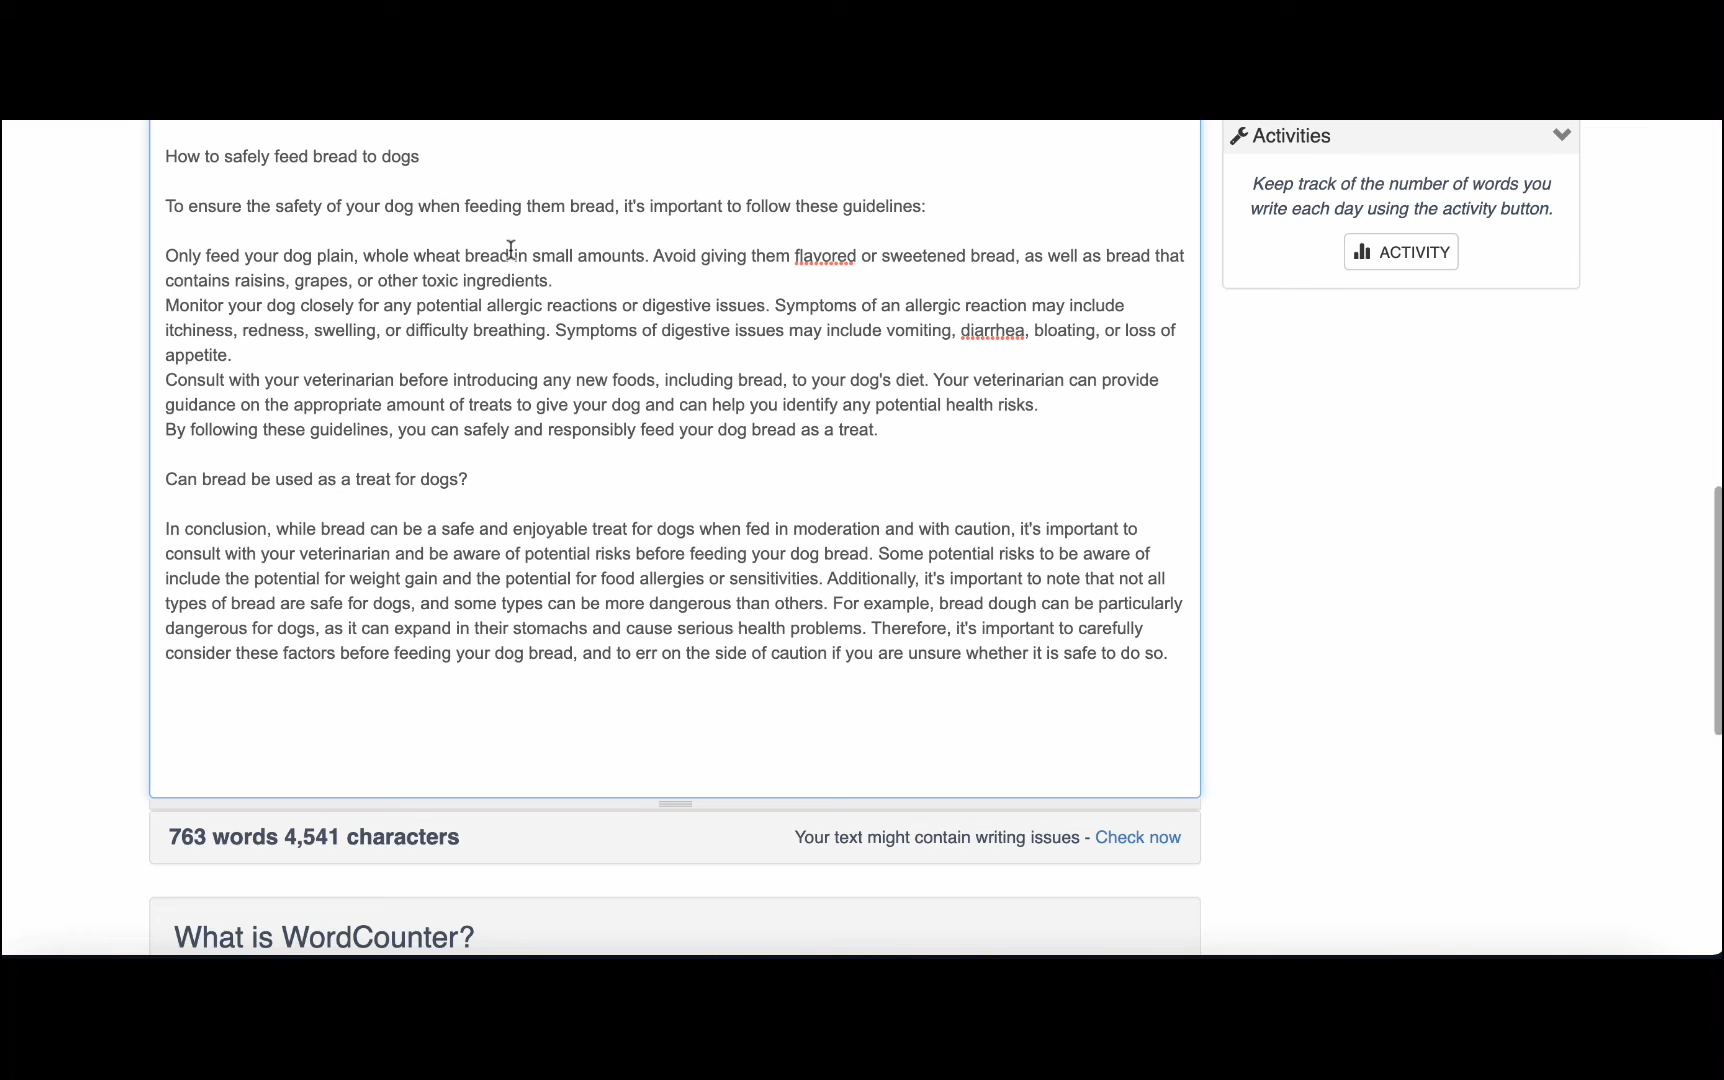 Activities
How to safely feed bread to dogs
Keep track of the number of words you
write each day using the activity button.
To ensure the safety of your dog when feeding them bread, it's important to follow these guidelines:
ACTIVITY
Only feed your dog plain, whole wheat bread in small amounts. Avoid giving them flavored or sweetened bread, as well as bread that
contains raisins, grapes, or other toxic ingredients.
Monitor your dog closely for any potential allergic reactions or digestive issues. Symptoms of an allergic reaction may include
itchiness, redness, swelling, or difficulty breathing. Symptoms of digestive issues may include vomiting, diarrhea, bloating, or loss of
appetite.
Consult with your veterinarian before introducing any new foods, including bread, to your dog's diet. Your veterinarian can provide
guidance on the appropriate amount of treats to give your dog and can help you identify any potential health risks.
By following these guidelines, you can safely and responsibly feed your dog bread as a treat.
Can bread be used as a treat for dogs?
In conclusion, while bread can be a safe and enjoyable treat for dogs when fed in moderation and with caution, it's important to
consult with your veterinarian and be aware of potential risks before feeding your dog bread. Some potential risks to be aware of
include the potential for weight gain and the potential for food allergies or sensitivities. Additionally, it's important to note that not all
types of bread are safe for dogs, and some types can be more dangerous than others. For example, bread dough can be particularly
dangerous for dogs, as it can expand in their stomachs and cause serious health problems. Therefore, it's important to carefully
consider these factors before feeding your dog bread, and to err on the side of caution if you are unsure whether it is safe to do so.
763 words 4,541 characters
Your text might contain writing issues - Check now
What is WordCounter?